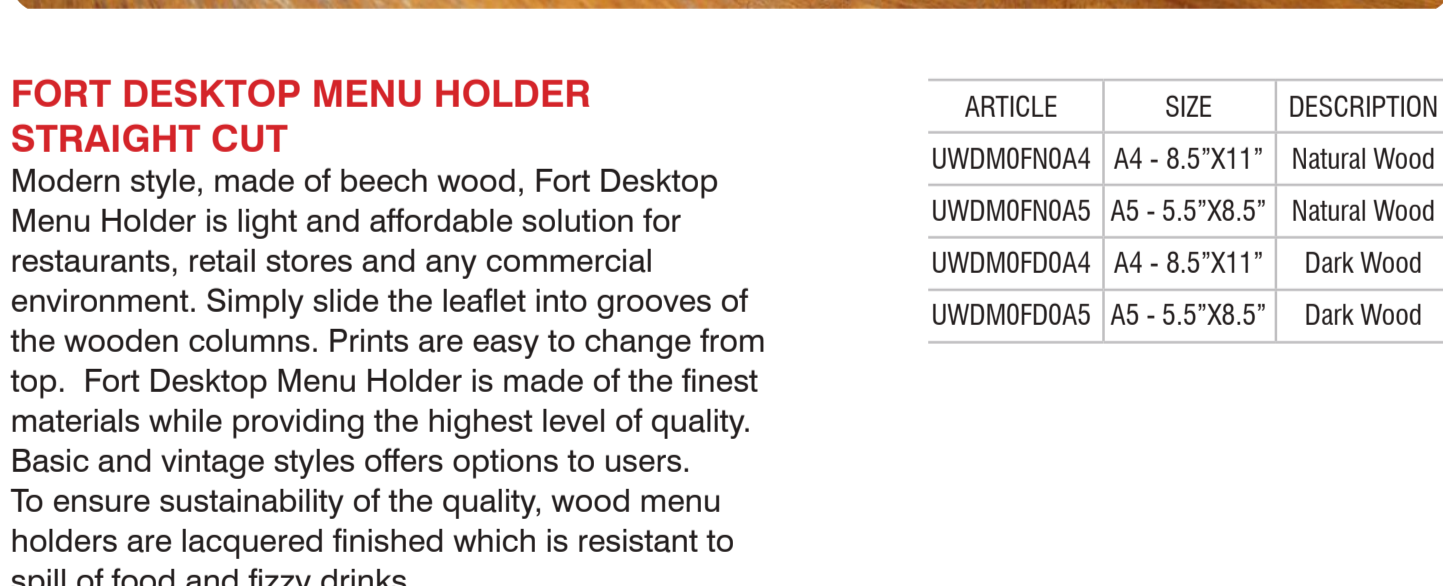 FORT DESKTOP MENU HOLDER
STRAIGHT CUT
Modern style, made of beech wood, Fort Desktop
Menu Holder is light and affordable solution for
restaurants, retail stores and any commercial
environment. Simply slide the leaflet into grooves of
the wooden columns. Prints are easy to change from
top.  Fort Desktop Menu Holder is made of the finest
materials while providing the highest level of quality.
Basic and vintage styles offers options to users.
To ensure sustainability of the quality, wood menu
holders are lacquered finished which is resistant to
spill of food and fizzy drinks
ARTICLE SIZE DESCRIPTION
UWDM0FN0A4 A4 - 8.5”X11” Natural Wood
UWDM0FN0A5 A5 - 5.5”X8.5” Natural Wood
UWDM0FD0A4 A4 - 8.5”X11” Dark Wood
UWDM0FD0A5 A5 - 5.5”X8.5” Dark Wood